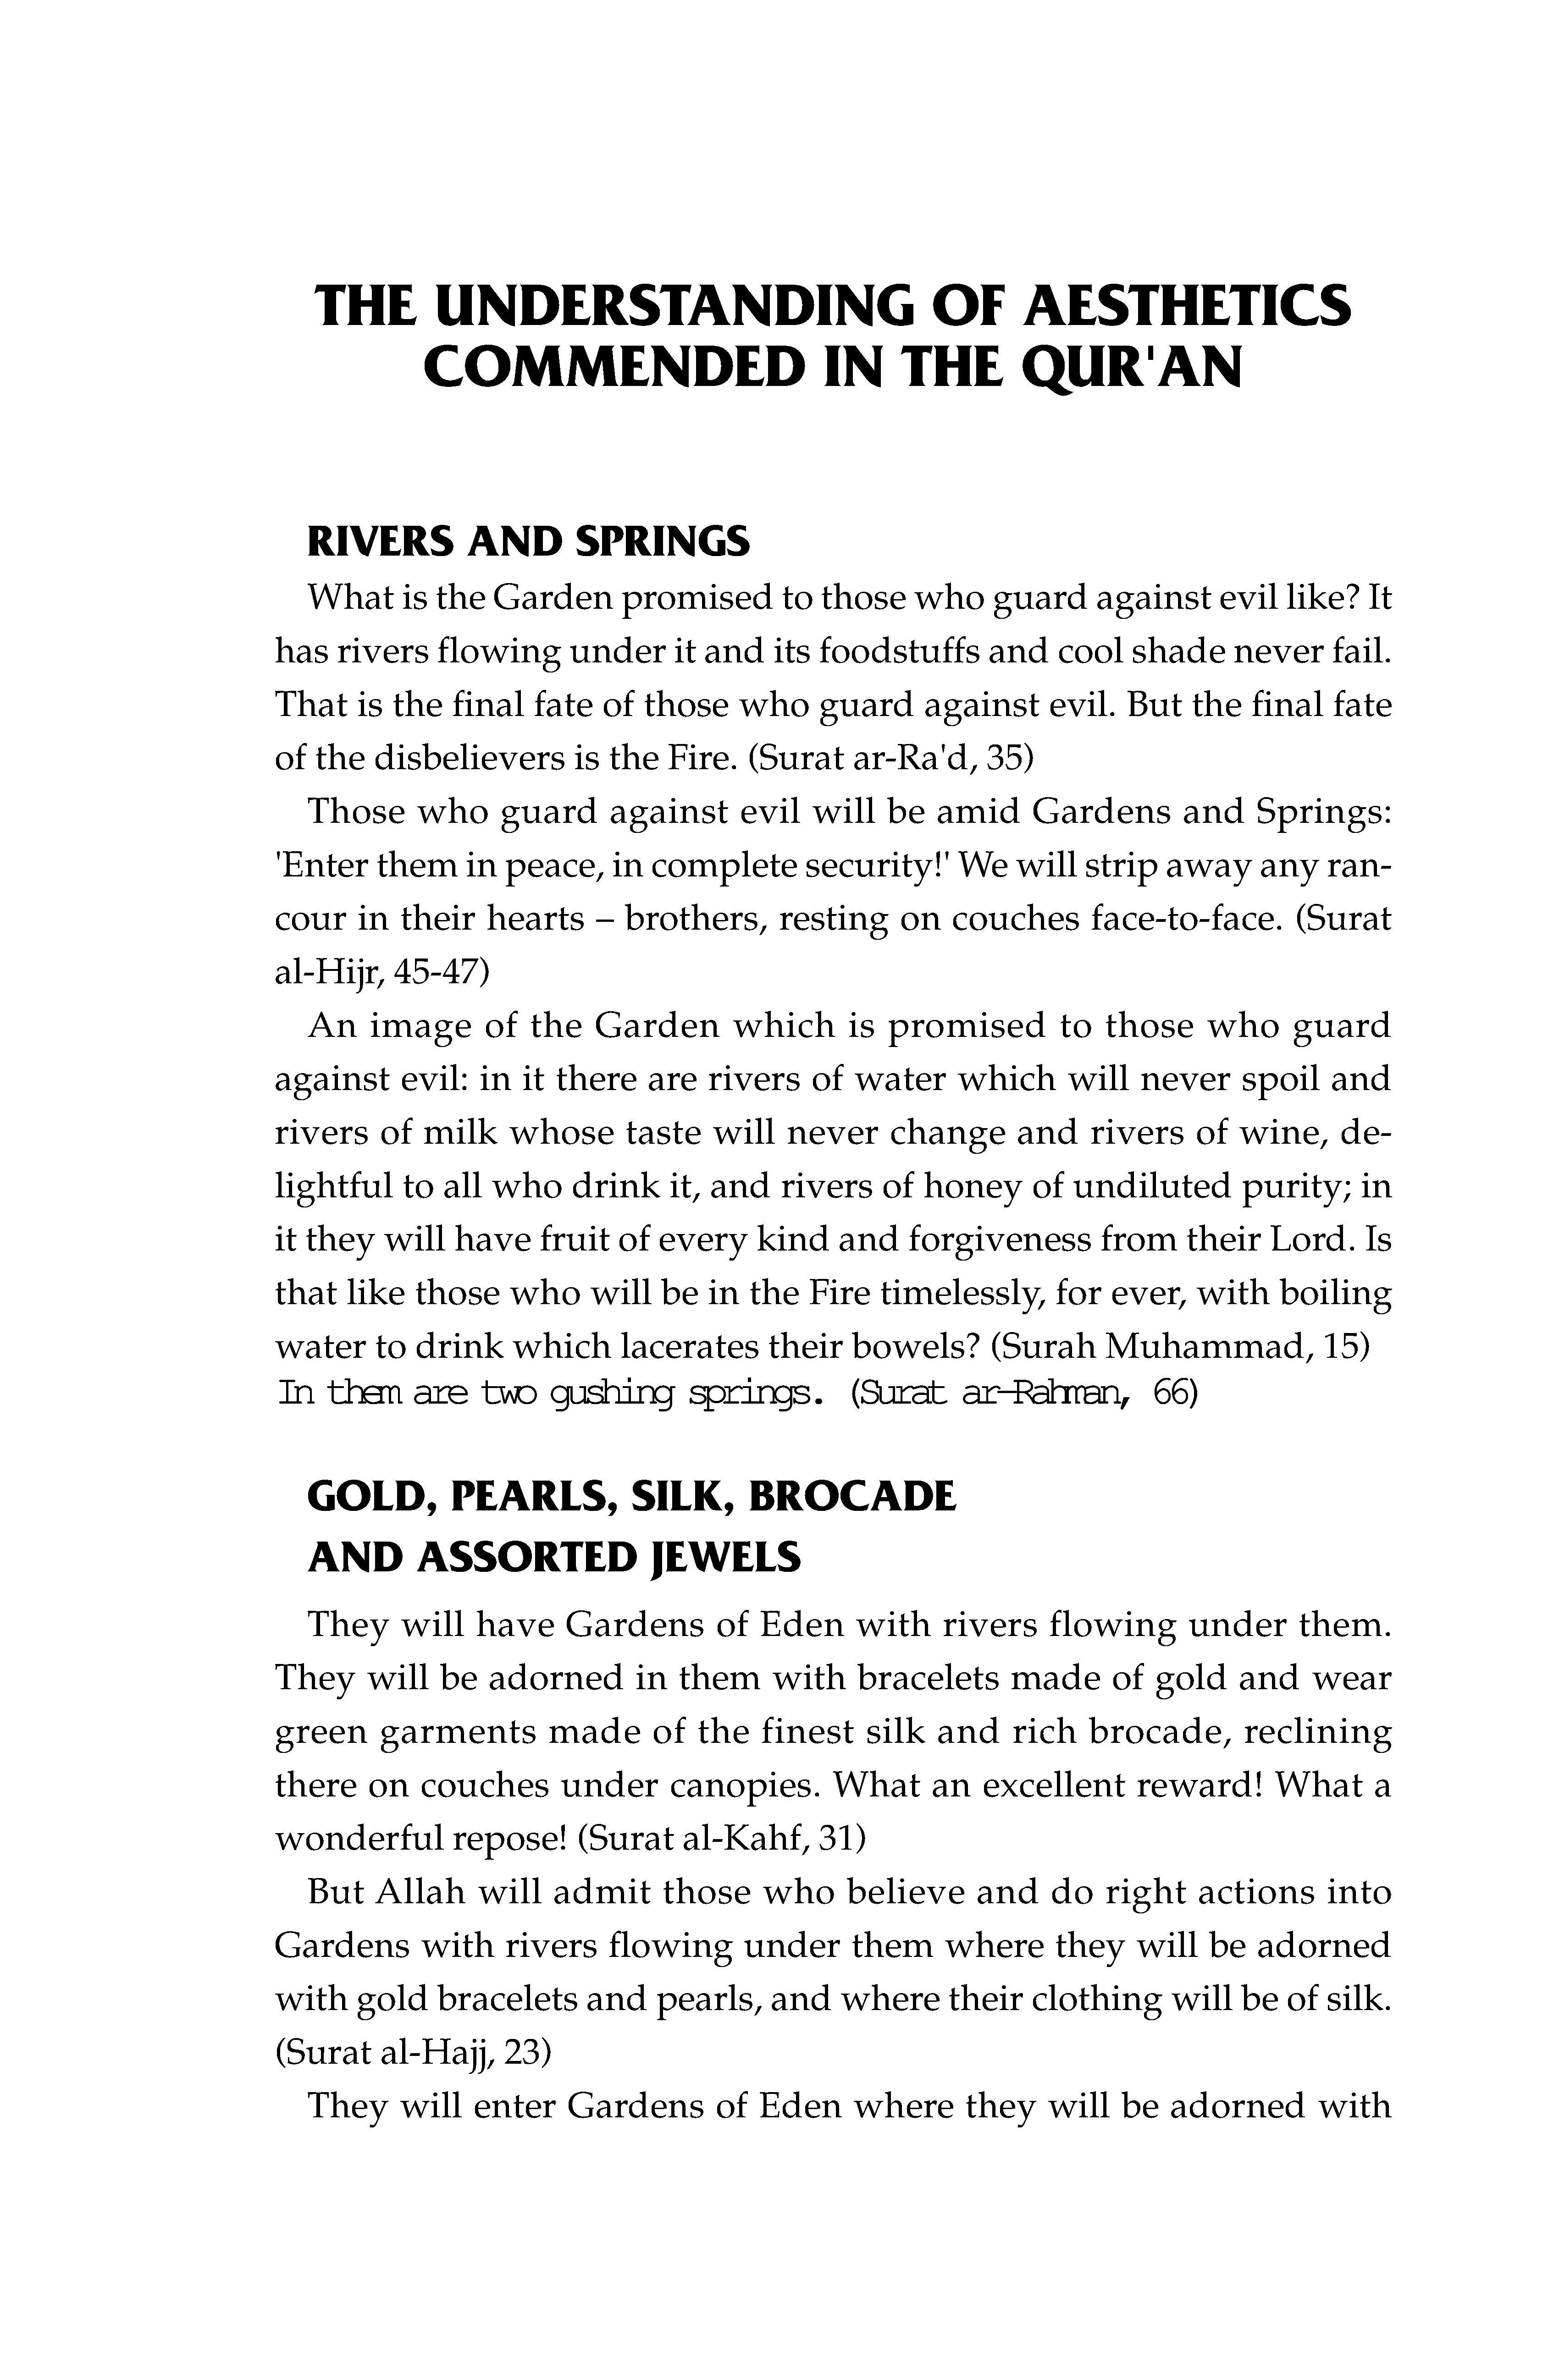 THE UNDERSTANDING OF AESTHETICS
COMMENDED IN THE QUR'AN
RIVERS AND SPRINGS
What is the Garden promised to those who guard against evil like? It
has rivers flowing under it and its foodstuffs and cool shade never fail.
That is the final fate of those who guard against evil. But the final fate
of the disbelievers is the Fire. (Surat ar-Ra'd, 35)
Those who guard against evil will be amid Gardens and Springs:
'Enter them in peace, in complete security!' We will strip away any ran-
cour in their hearts – brothers, resting on couches face-to-face. (Surat
al-Hijr, 45-47)
An image of the Garden which is promised to those who guard
against evil: in it there are rivers of water which will never spoil and
rivers of milk whose taste will never change and rivers of wine, de-
lightful to all who drink it, and rivers of honey of undiluted purity; in
it they will have fruit of every kind and forgiveness from their Lord. Is
that like those who will be in the Fire timelessly, for ever, with boiling
water to drink which lacerates their bowels? (Surah Muhammad, 15)
In them are two gushing springs. (Surat ar-Rahman, 66)
GOLD, PEARLS, SILK, BROCADE
AND ASSORTED JEWELS
They will have Gardens of Eden with rivers flowing under them.
They will be adorned in them with bracelets made of gold and wear
green garments made of the finest silk and rich brocade, reclining
there on couches under canopies. What an excellent reward! What a
wonderful repose! (Surat al-Kahf, 31)
But Allah will admit those who believe and do right actions into
Gardens with rivers flowing under them where they will be adorned
with gold bracelets and pearls, and where their clothing will be of silk.
(Surat al-Hajj, 23)
They will enter Gardens of Eden where they will be adorned with